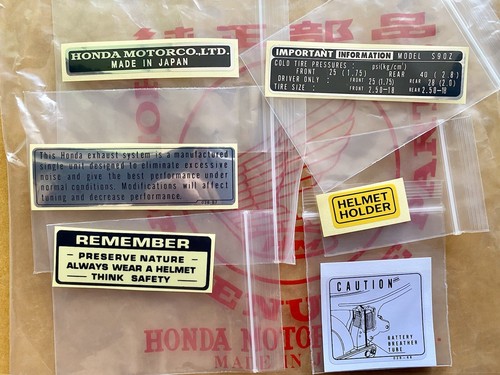 HONDA MOTOR CO., LTD.
MADE IN JAPAN
IMPORTANT INFORMATION MODEL S90Z
COLD TIRE PRESSURES : psi(kg/cm²)
FRONT 25 (1.75) REAR 40 (2.8)
DRIVER ONLY : FRONT 25 (1.75) REAR 28 (2.0)
TIRE SIZE : FRONT 2.50-18 REAR 2.50-18
This Honda exhaust system is a manufactured
single unit designed to eliminate excessive
noise and give the best performance under
normal conditions. Modifications will affect
tuning and decrease performance.
HELMET
HOLDER
REMEMBER
PRESERVE NATURE
ALWAYS WEAR A HELMET
THINK SAFETY
CAUTION
BATTERY
BREATHER
TUBE
HONDA MOTOR
MADE IN